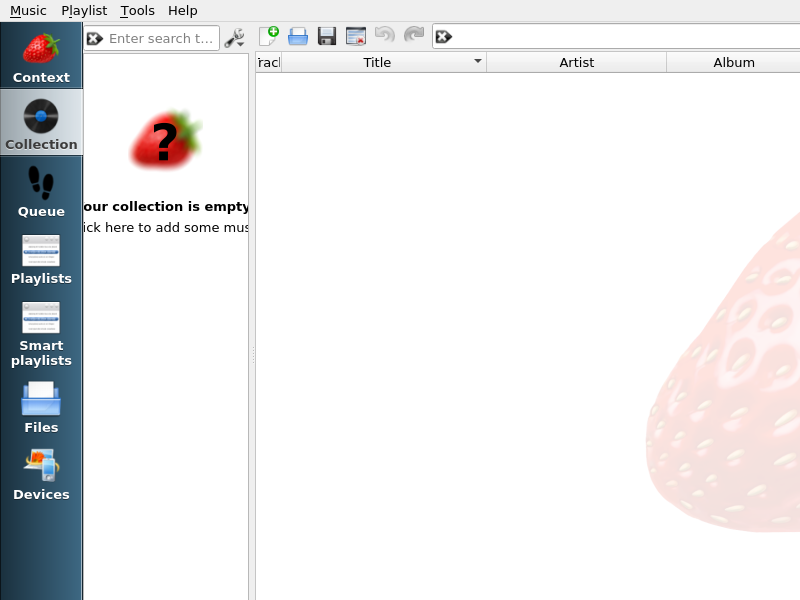 Music Playlist Tools Help
Enter search t...
Title Artist Album
Context
Collection
Queue
Playlists
Smart
playlists
Files
Devices
?
our collection is empty
ick here to add some mus